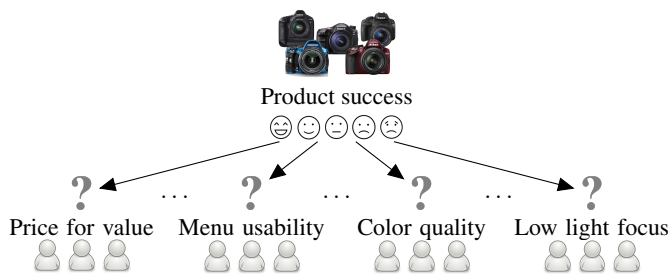 Product success
? ... ? ... ? ... ?
Price for value Menu usability Color quality Low light focus